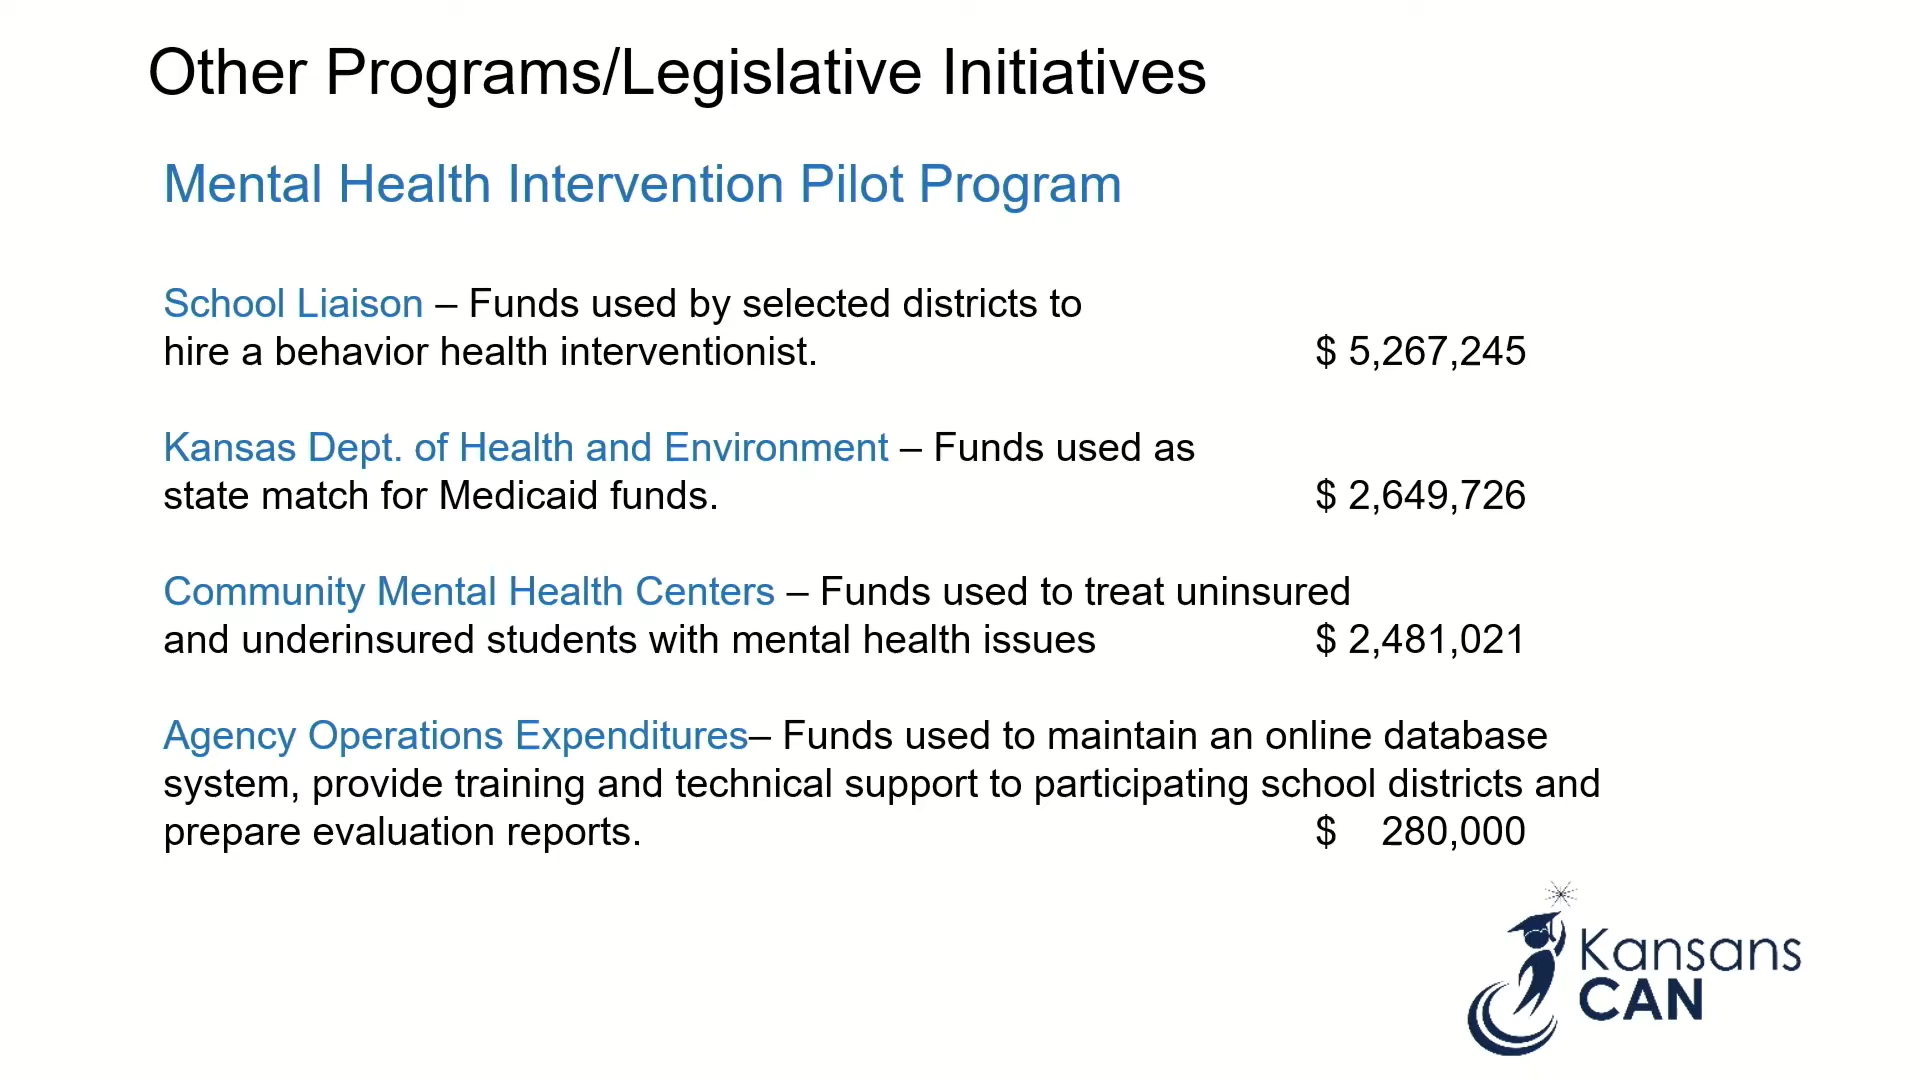 Other Programs/Legislative Initiatives
Mental Health Intervention Pilot Program
School Liaison – Funds used by selected districts to
hire a behavior health interventionist. $ 5,267,245
Kansas Dept. of Health and Environment – Funds used as
state match for Medicaid funds. $ 2,649,726
Community Mental Health Centers – Funds used to treat uninsured
and underinsured students with mental health issues $ 2,481,021
Agency Operations Expenditures– Funds used to maintain an online database
system, provide training and technical support to participating school districts and
prepare evaluation reports. $ 280,000
Kansans
CAN